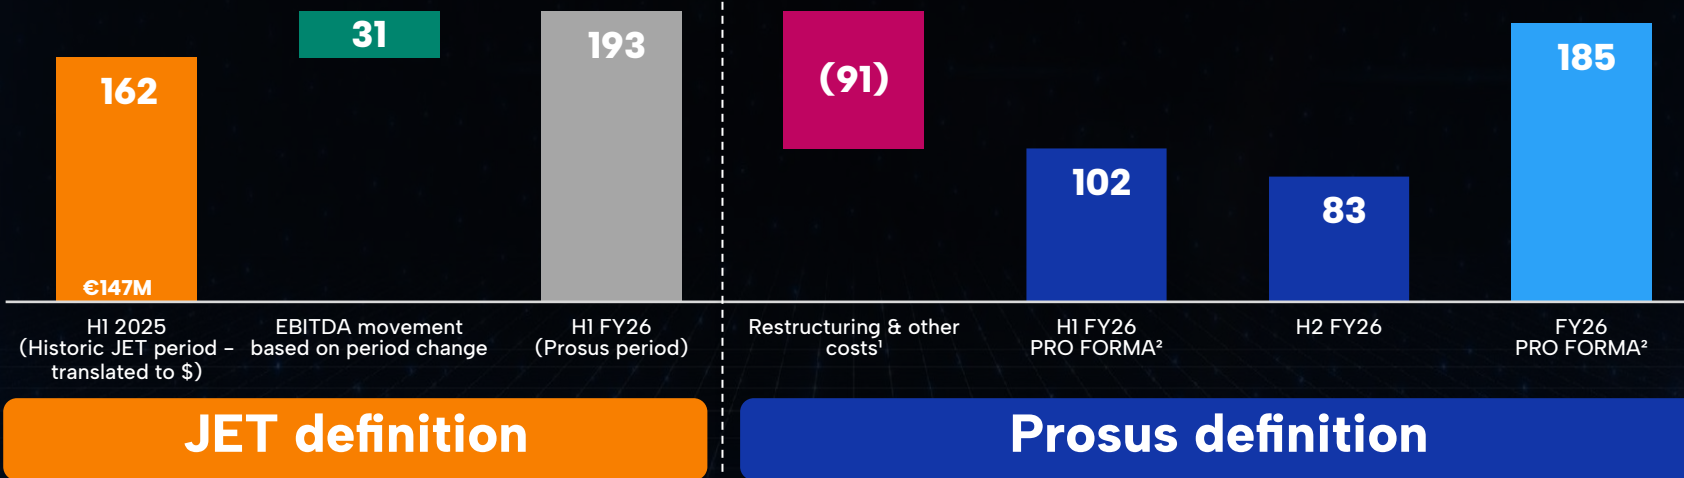 162
€147M
31
193
(91)
102
83
185
H1 2025
(Historic JET period -
translated to $)
EBITDA movement
based on period change
H1 FY26
(Prosus period)
Restructuring & other
costs¹
H1 FY26
PRO FORMA²
H2 FY26
FY26
PRO FORMA²
JET definition
Prosus definition